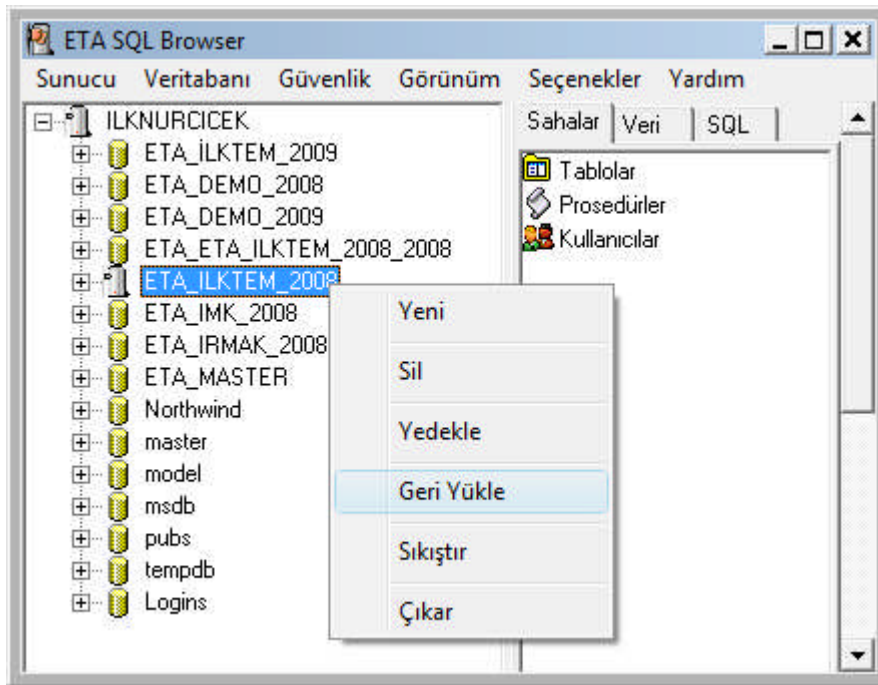 ETA SQL Browser
Sunucu Veritabanı Güvenlik Görünüm Seçenekler Yardım
ILKNURCICEK
ETA_İLKTEM_2009
ETA_DEMO_2008
ETA_DEMO_2009
ETA_ETA_ILKTEM_2008_2008
ETA_ILKTEM_2008
ETA_IMK_2008
ETA_IRMAK_2008
ETA_MASTER
Northwind
master
model
msdb
pubs
tempdb
Logins
Sahalar Veri SQL
Tablolar
Prosedürler
Kullanıcılar
Yeni
Sil
Yedekle
Geri Yükle
Sıkıştır
Çıkar